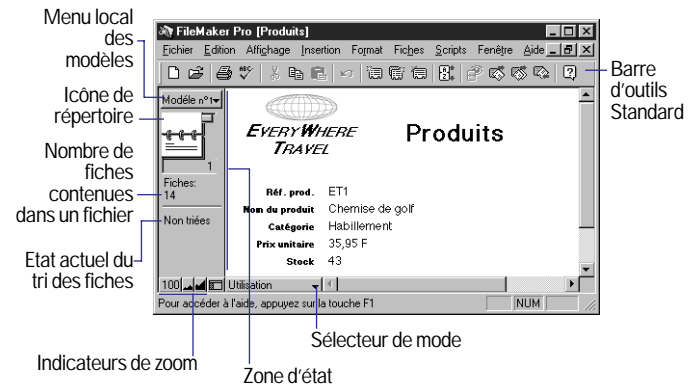 Menu local
des
modèles
Icône de
répertoire
Nombre de
fiches
contenues
dans un fichier
Etat actuel du
tri des fiches
FileMaker Pro [Produits]
Fichier Edition Affichage Insertion Format Fiches Scripts Fenêtre Aide
Modéle n°1
1
Fiches:
14
Non triées
EVERYWHERE
TRAVEL
Produits
Réf. prod. ET1
Nom du produit Chemise de golf
Catégorie Habillement
Prix unitaire 35,95 F
Stock 43
100 Utilisation
Pour accéder à l'aide, appuyez sur la touche F1 NUM
Barre
d'outils
Standard
Sélecteur de mode
Indicateurs de zoom
Zone d'état